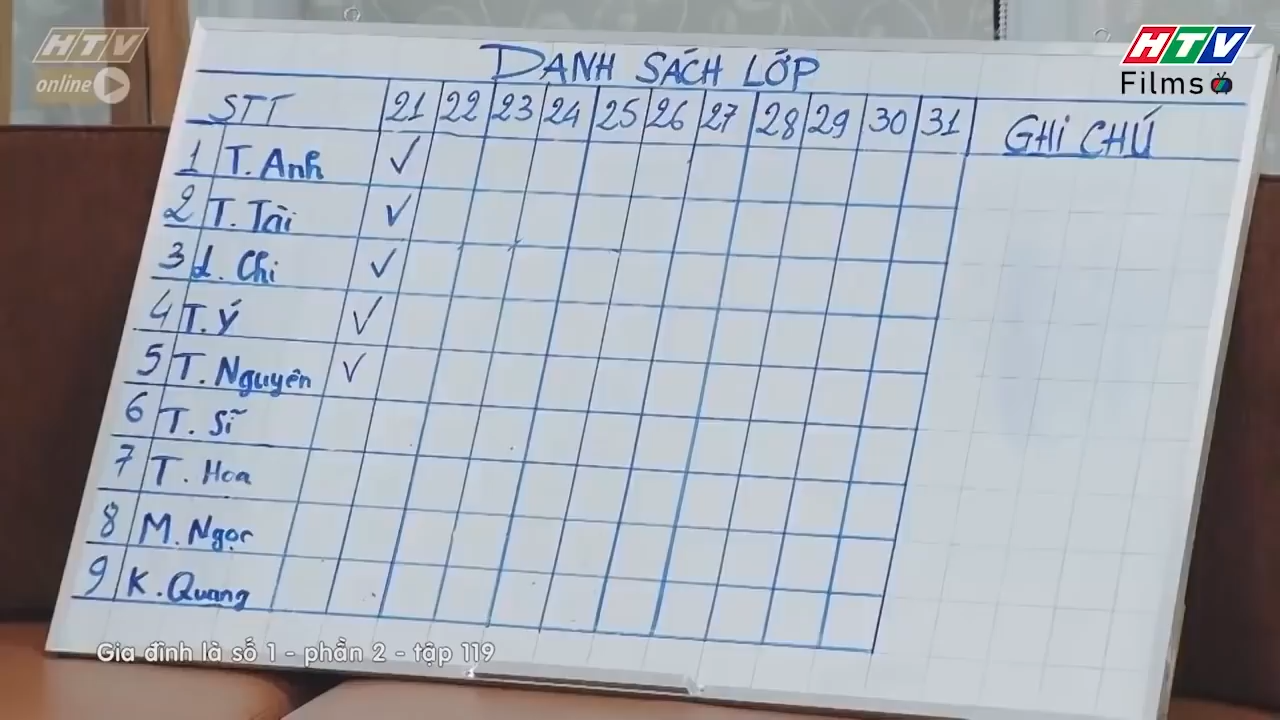 HTV
online
HTV
Films
DANH SÁCH LỚP
STT 21 22 23 24 25 26 27 28 29 30 31 GHI CHÚ
1 T. Anh ✓
2 T. Tài ✓
3 L. Chi ✓
4 T. Ý ✓
5 T. Nguyên ✓
6 T. Sĩ
7 T. Hoa
8 M. Ngọc
9 K. Quang
Gia đình là số 1 - phần 2 - tập 119